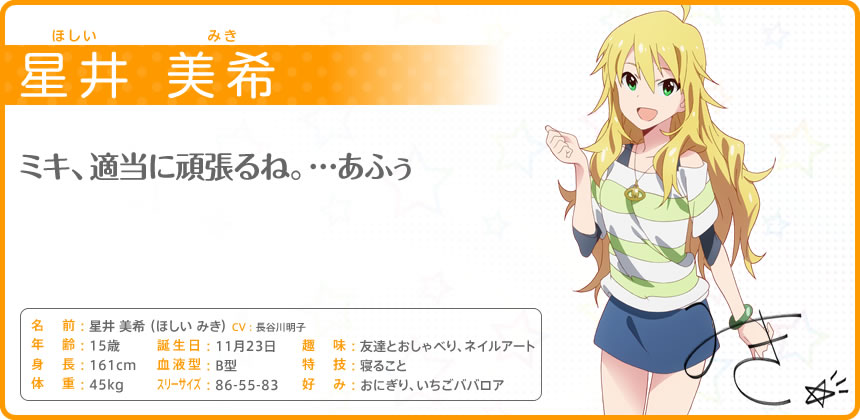 ほしい みき
星井 美希
ミキ、適当に頑張るね。…あふぅ
名 前：星井 美希（ほしい みき） CV：長谷川明子
年 齢：15歳 誕生日：11月23日 趣 味：友達とおしゃべり、ネイルアート
身 長：161cm 血液型：B型 特 技：寝ること
体 重：45kg スリーサイズ：86-55-83 好 み：おにぎり、いちごババロア